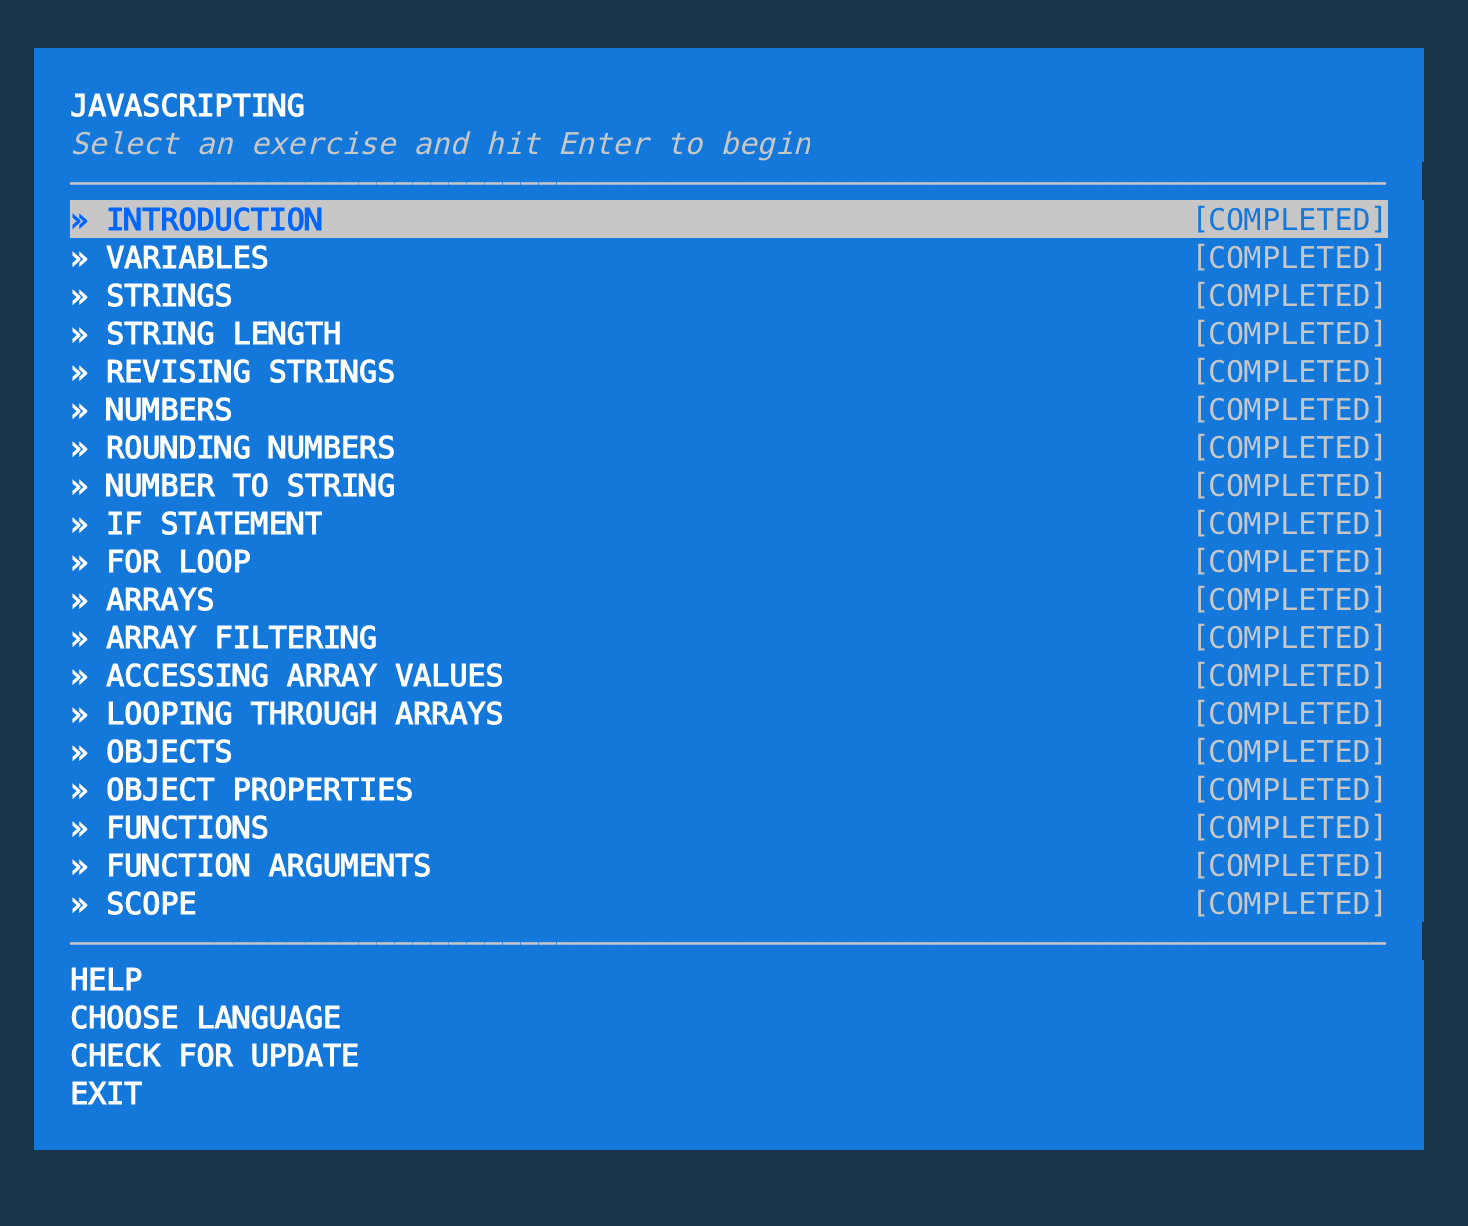 JAVASCRIPTING
Select an exercise and hit Enter to begin
» INTRODUCTION [COMPLETED]
» VARIABLES [COMPLETED]
» STRINGS [COMPLETED]
» STRING LENGTH [COMPLETED]
» REVISING STRINGS [COMPLETED]
» NUMBERS [COMPLETED]
» ROUNDING NUMBERS [COMPLETED]
» NUMBER TO STRING [COMPLETED]
» IF STATEMENT [COMPLETED]
» FOR LOOP [COMPLETED]
» ARRAYS [COMPLETED]
» ARRAY FILTERING [COMPLETED]
» ACCESSING ARRAY VALUES [COMPLETED]
» LOOPING THROUGH ARRAYS [COMPLETED]
» OBJECTS [COMPLETED]
» OBJECT PROPERTIES [COMPLETED]
» FUNCTIONS [COMPLETED]
» FUNCTION ARGUMENTS [COMPLETED]
» SCOPE [COMPLETED]
HELP
CHOOSE LANGUAGE
CHECK FOR UPDATE
EXIT